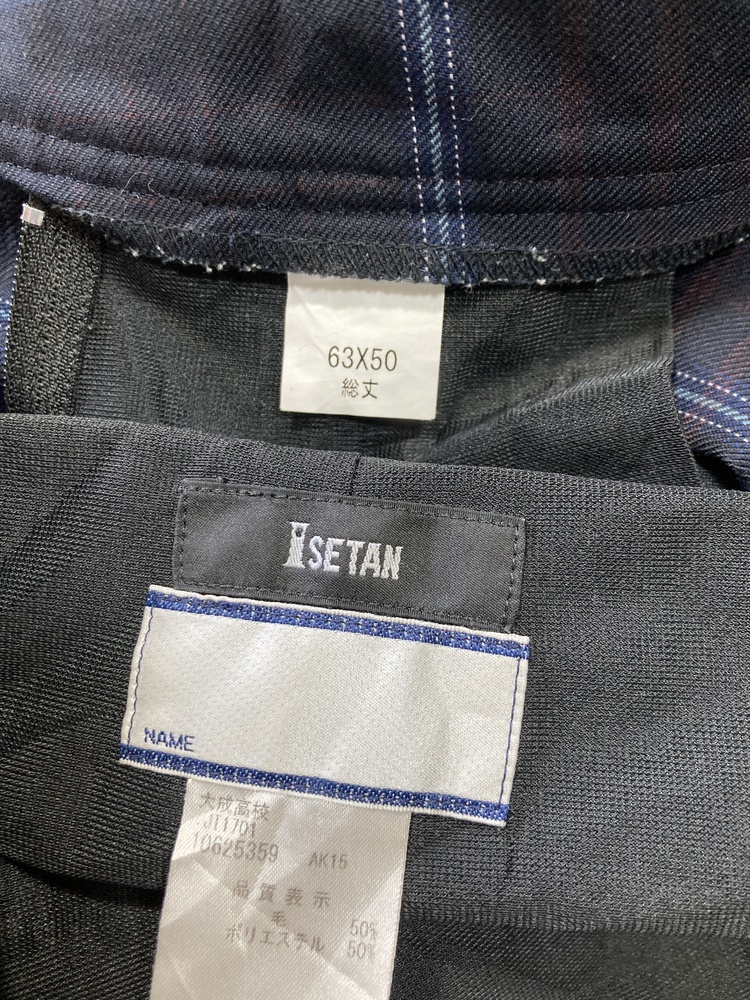 63X50
総丈
ISETAN
NAME
大成高校
JT1701
10625359 AK15
品質表示
毛 50%
ポリエステル 50%